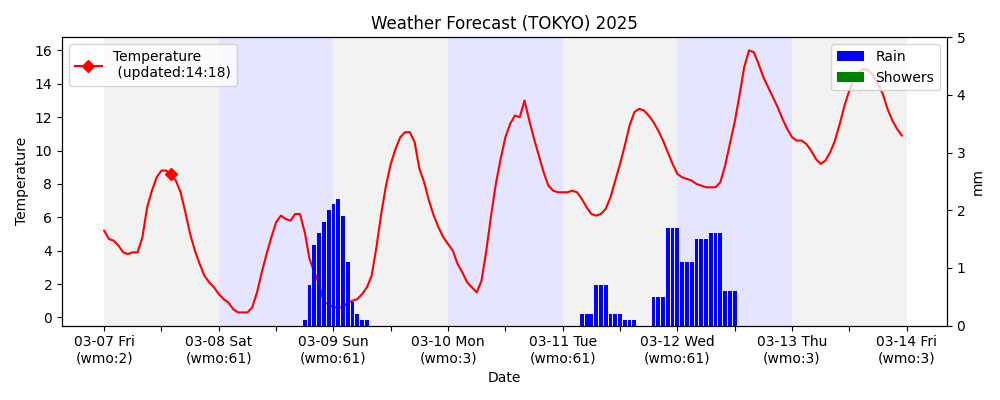 Weather Forecast (TOKYO) 2025
Temperature
(updated:14:18)
Rain
Showers
Temperature
16
14
12
10
8
6
4
2
0
5
4
3
2
1
0
mm
03-07 Fri
(wmo:2)
03-08 Sat
(wmo:61)
03-09 Sun
(wmo:61)
03-10 Mon
(wmo:3)
03-11 Tue
(wmo:61)
03-12 Wed
(wmo:61)
03-13 Thu
(wmo:3)
03-14 Fri
(wmo:3)
Date